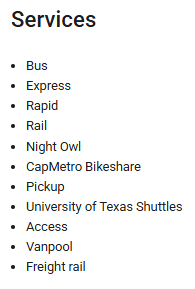 Services
Bus
Express
Rapid
Rail
Night Owl
CapMetro Bikeshare
Pickup
University of Texas Shuttles
Access
Vanpool
Freight rail